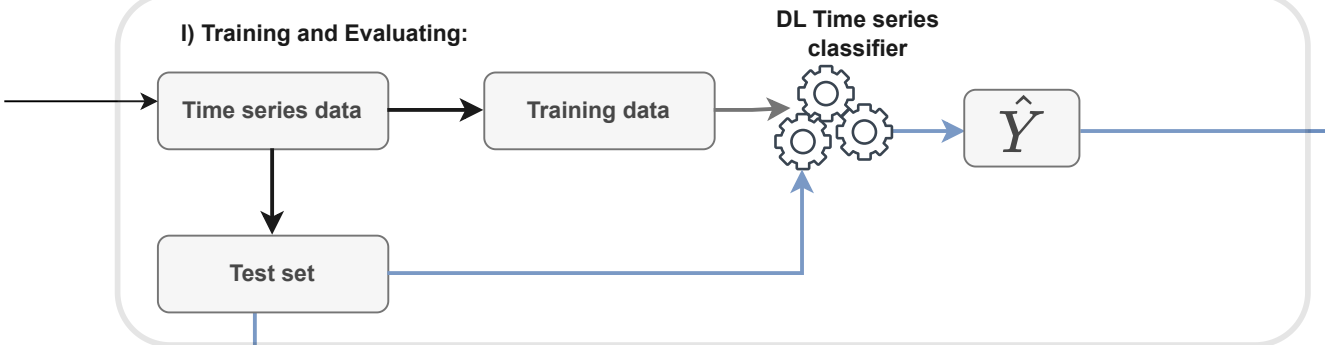 I) Training and Evaluating:
DL Time series
classifier
Time series data
Training data
Ŷ
Test set